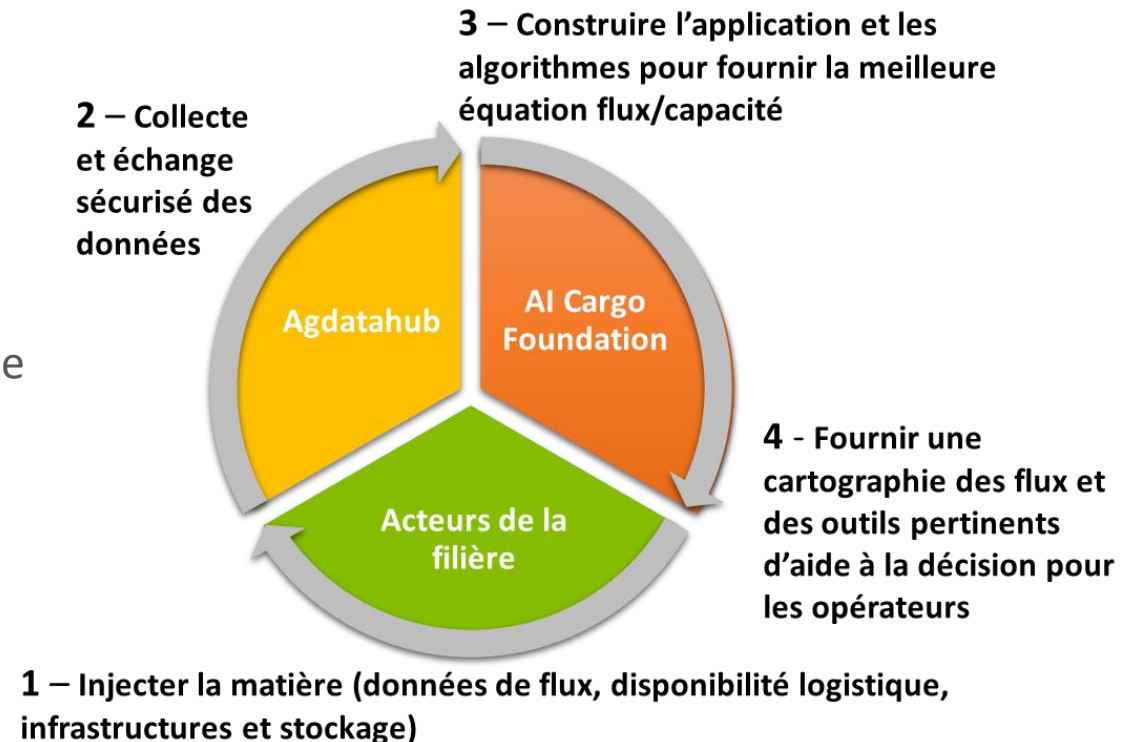 3 – Construire l’application et les
algorithmes pour fournir la meilleure
équation flux/capacité
2 – Collecte
et échange
sécurisé des
données
Agdatahub
AI Cargo
Foundation
e
Acteurs de la
filière
4 - Fournir une
cartographie des flux et
des outils pertinents
d’aide à la décision pour
les opérateurs
1 – Injecter la matière (données de flux, disponibilité logistique,
infrastructures et stockage)